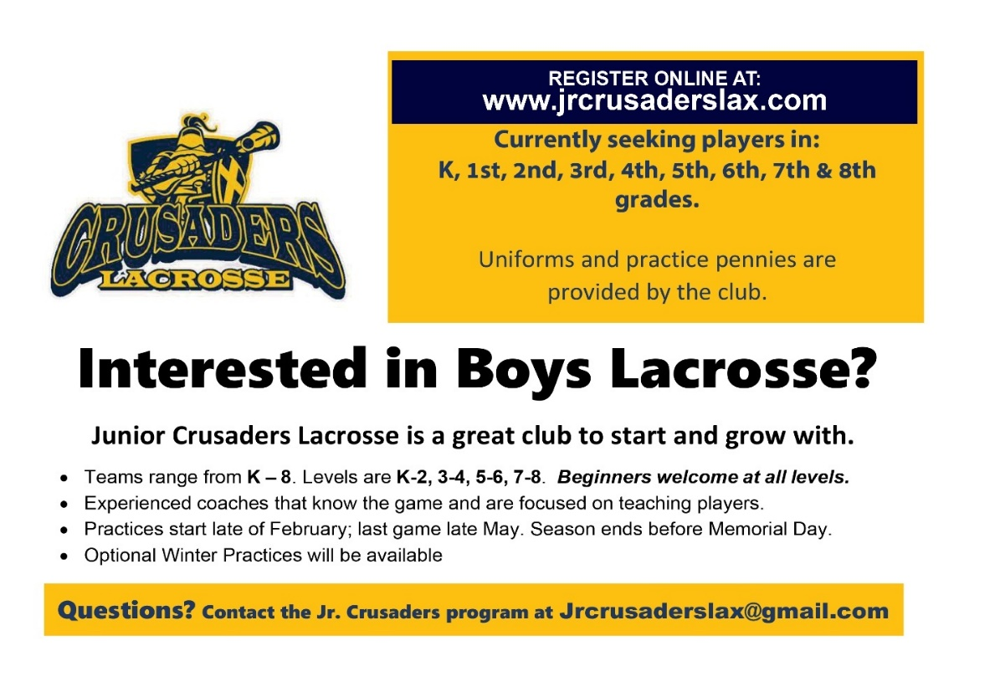 CRUSADERS
LACROSSE
REGISTER ONLINE AT:
www.jrcrusaderslax.com
Currently seeking players in:
K, 1st, 2nd, 3rd, 4th, 5th, 6th, 7th & 8th
grades.
Uniforms and practice pennies are
provided by the club.
Interested in Boys Lacrosse?
Junior Crusaders Lacrosse is a great club to start and grow with.
• Teams range from K – 8. Levels are K-2, 3-4, 5-6, 7-8. Beginners welcome at all levels.
• Experienced coaches that know the game and are focused on teaching players.
• Practices start late of February; last game late May. Season ends before Memorial Day.
• Optional Winter Practices will be available
Questions? Contact the Jr. Crusaders program at Jrcrusaderslax@gmail.com